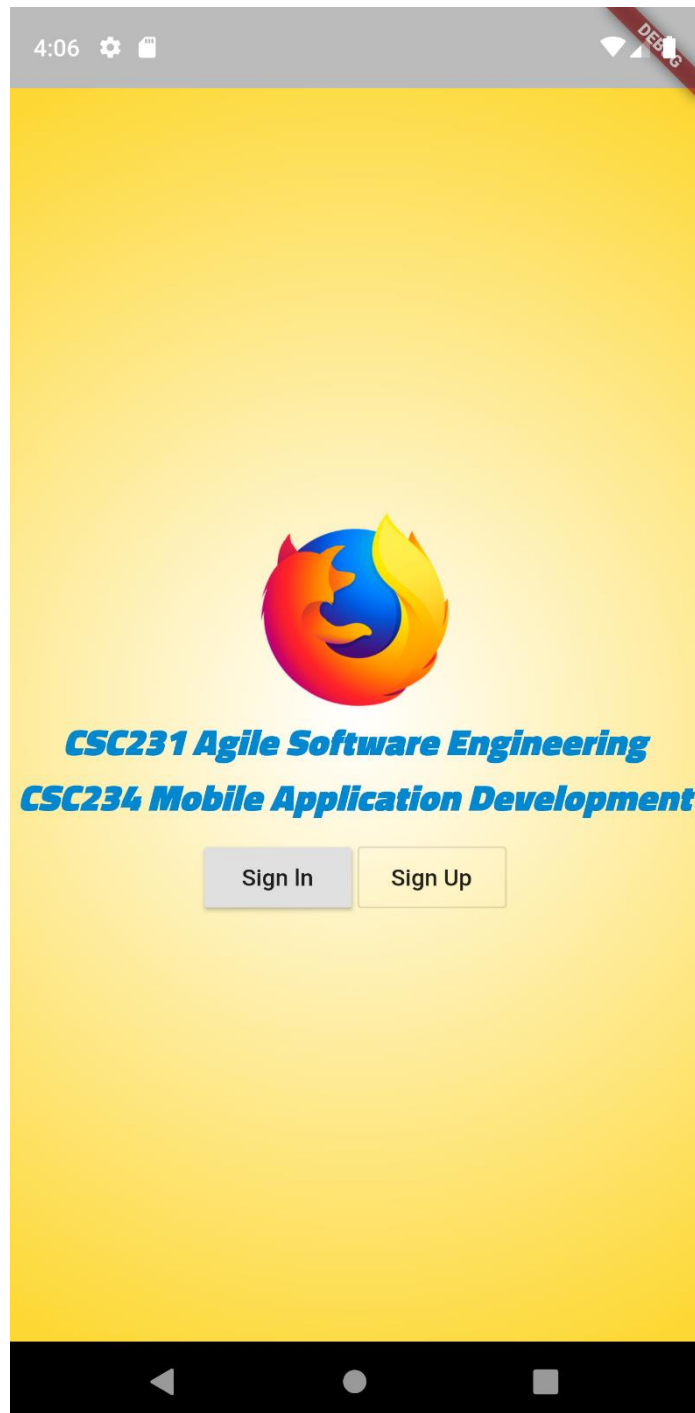 4:06
DEBUG
CSC231 Agile Software Engineering
CSC234 Mobile Application Development
Sign In
Sign Up